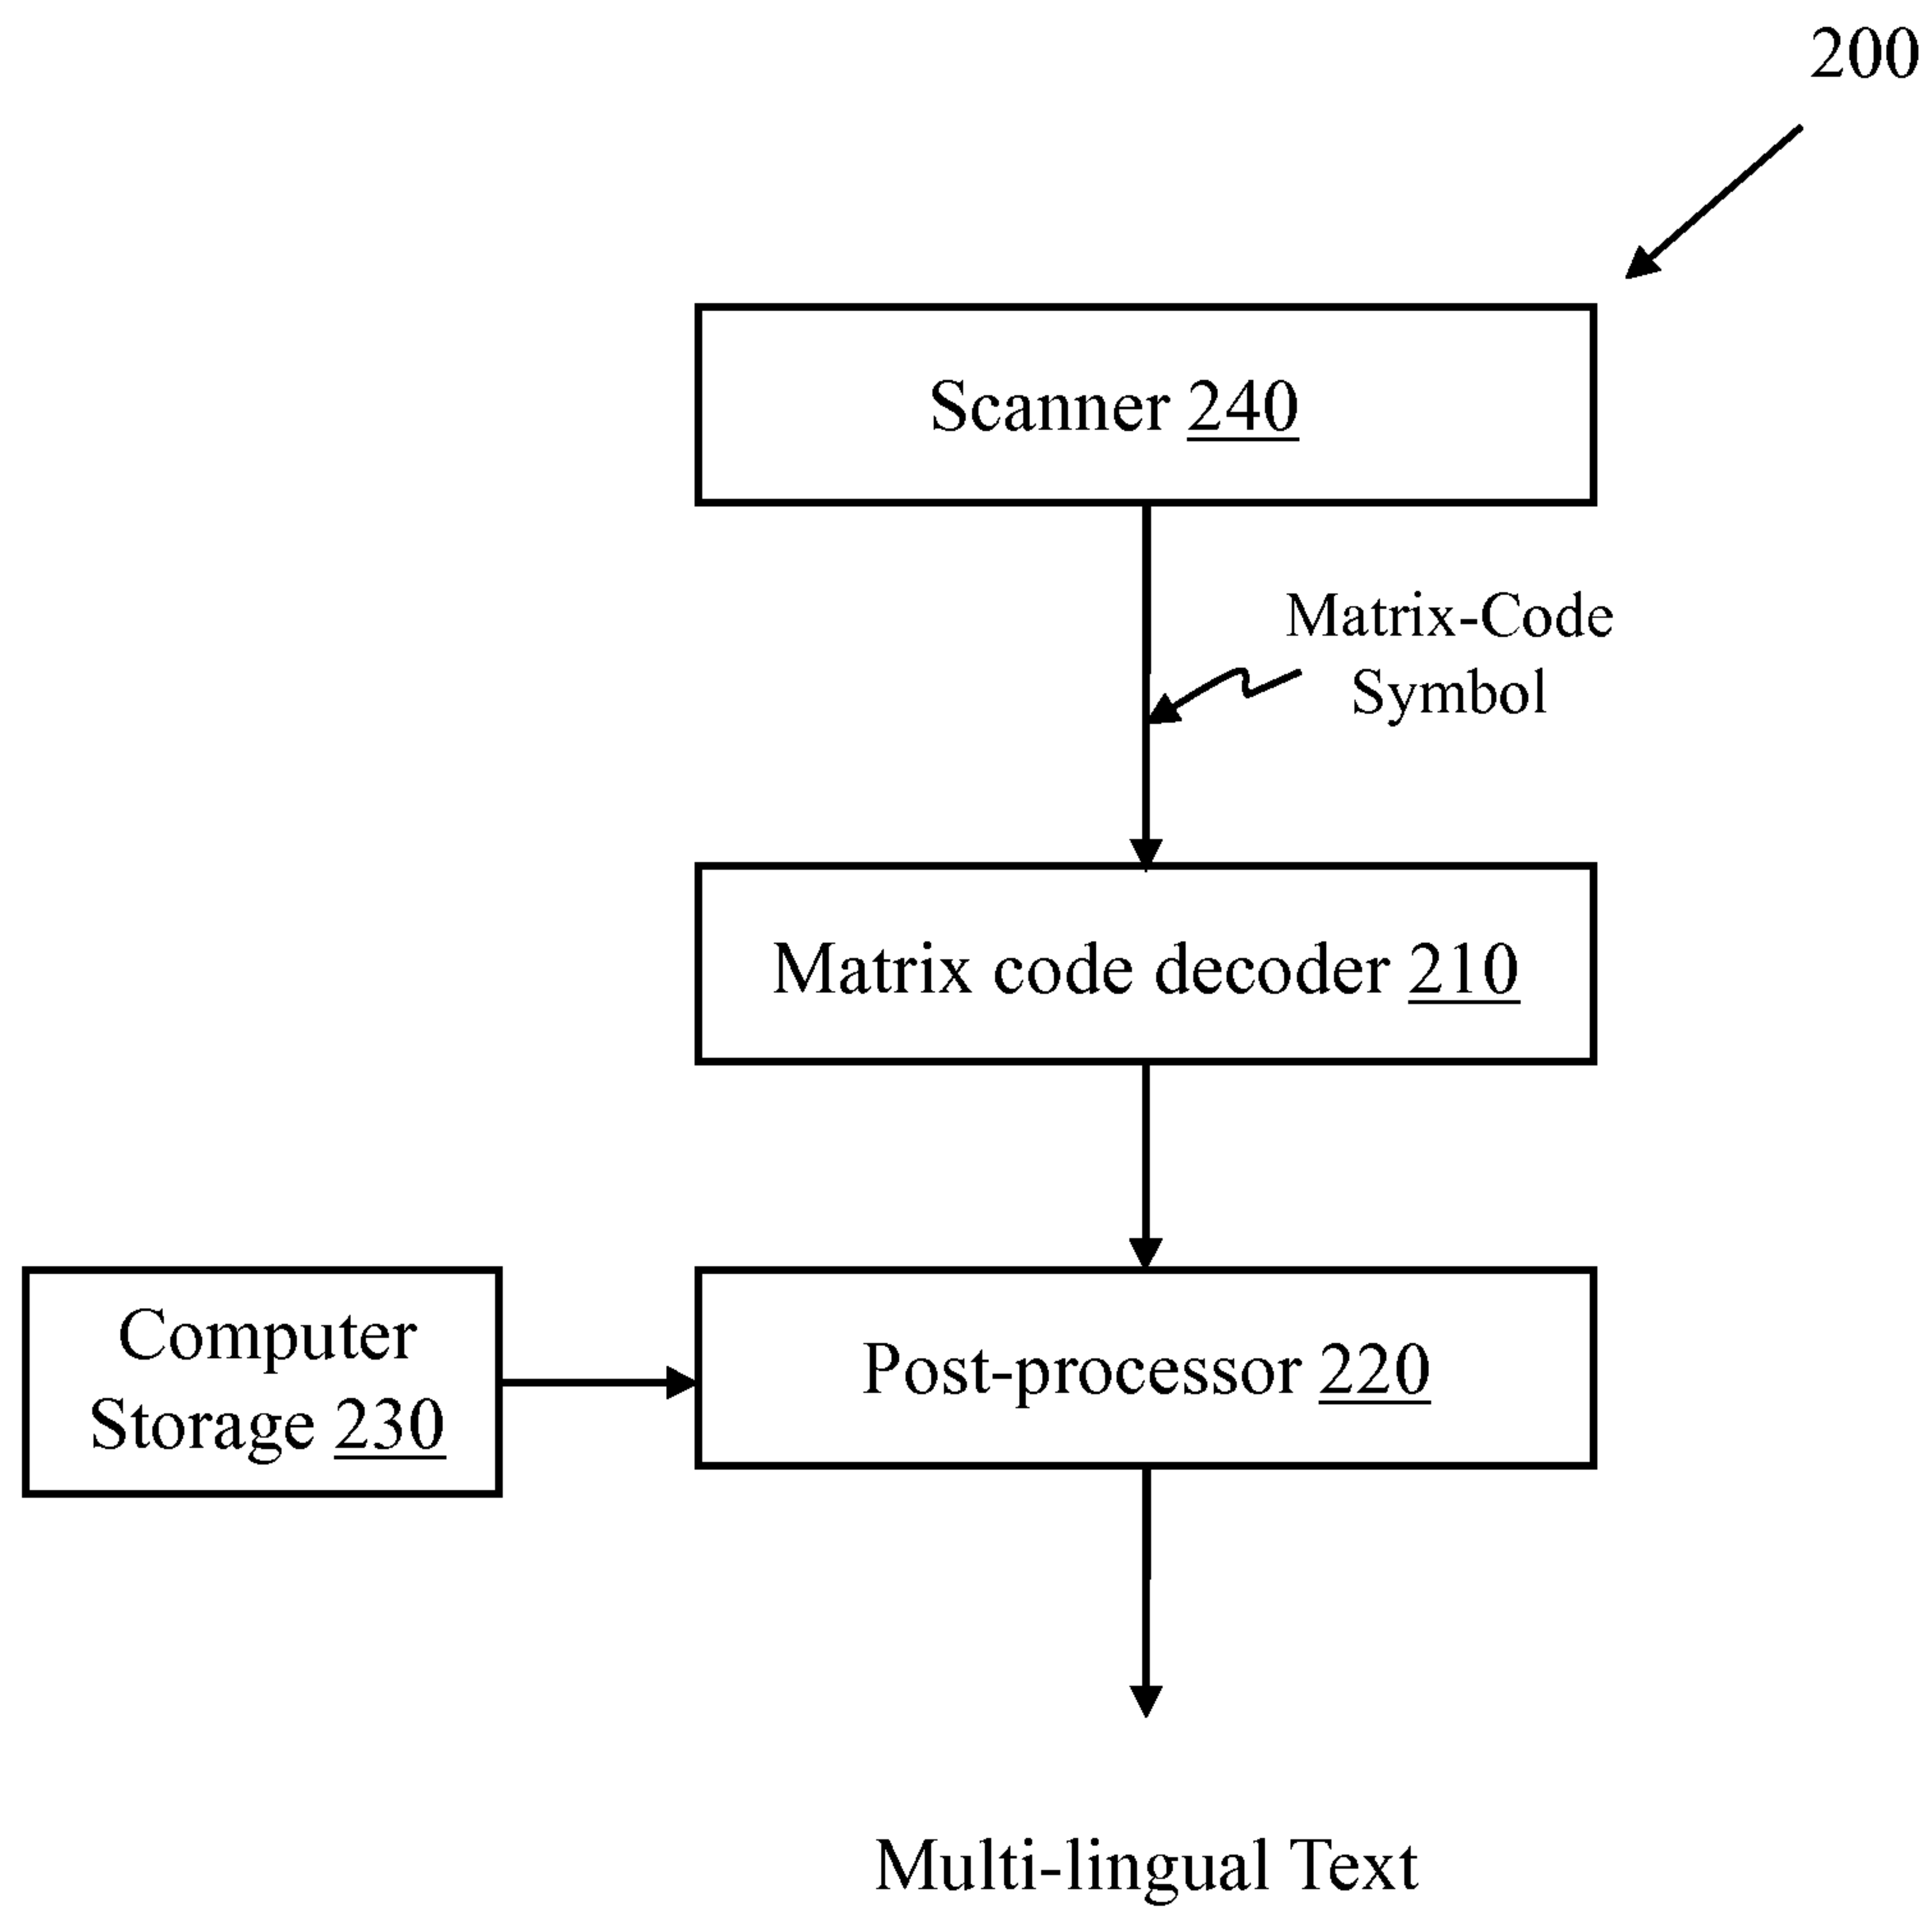 200
Scanner 240
Matrix-Code
Symbol
Matrix code decoder 210
Computer
Storage 230
Post-processor 220
Multi-lingual Text